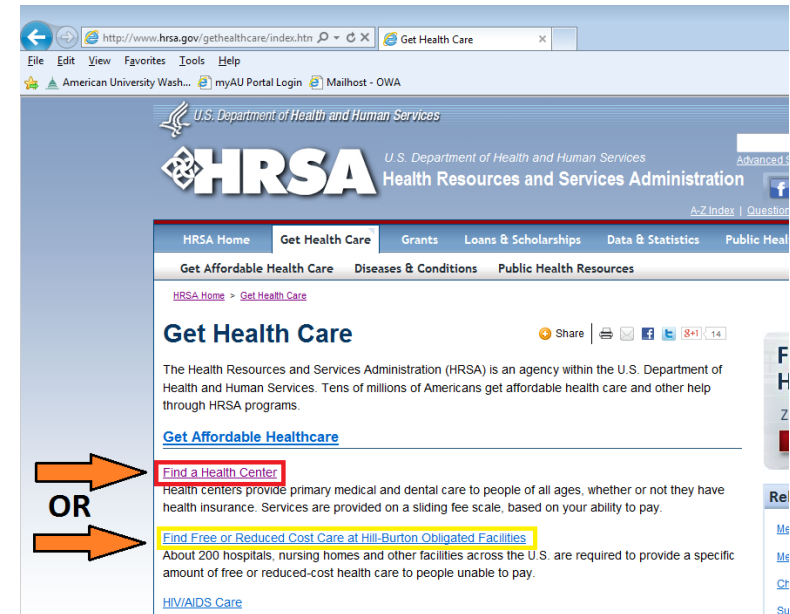 http://www.hrsa.gov/gethealthcare/index.htn
Get Health Care
File Edit View Favorites Tools Help
American University Wash... myAU Portal Login Mailhost - OWA
U.S. Department of Health and Human Services
HRSA
U.S. Department of Health and Human Services
Health Resources and Services Administration
Advanced S
A-Z Index | Question
HRSA Home Get Health Care Grants Loans & Scholarships Data & Statistics Public Heal
Get Affordable Health Care Diseases & Conditions Public Health Resources
HRSA Home > Get Health Care
Get Health Care
Share 14
The Health Resources and Services Administration (HRSA) is an agency within the U.S. Department of
Health and Human Services. Tens of millions of Americans get affordable health care and other help
through HRSA programs.
Get Affordable Healthcare
Find a Health Center
Health centers provide primary medical and dental care to people of all ages, whether or not they have
health insurance. Services are provided on a sliding fee scale, based on your ability to pay.
OR
Find Free or Reduced Cost Care at Hill-Burton Obligated Facilities
About 200 hospitals, nursing homes and other facilities across the U.S. are required to provide a specific
amount of free or reduced-cost health care to people unable to pay.
HIV/AIDS Care
F
H
Z
Rel
Me
Me
Ch
Su